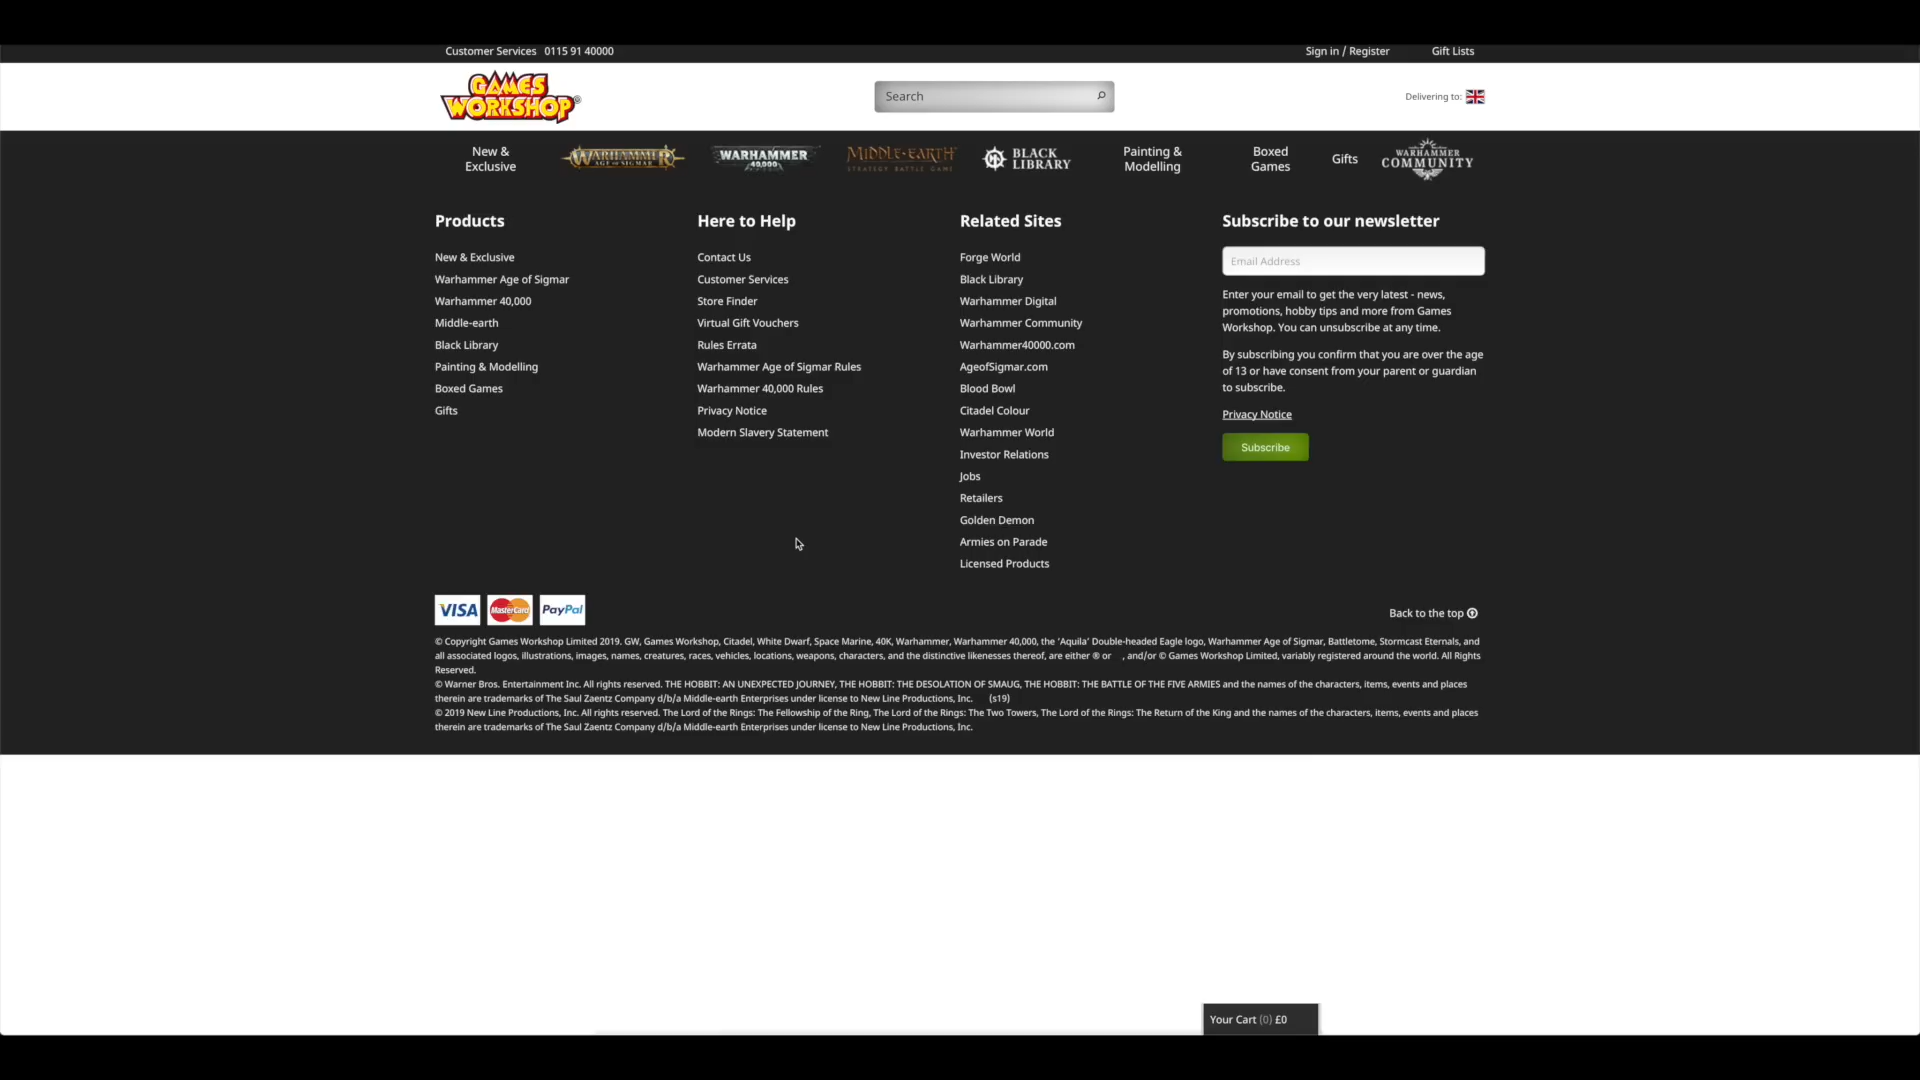 Customer Services 0115 91 40000
Sign in / Register
Gift Lists
GAMES WORKSHOP®
Search
Delivering to:
New & Exclusive
WARHAMMER AGE OF SIGMAR
WARHAMMER 40,000
MIDDLE-EARTH STRATEGY BATTLE GAME
BLACK LIBRARY
Painting & Modelling
Boxed Games
Gifts
WARHAMMER COMMUNITY
Products
New & Exclusive
Warhammer Age of Sigmar
Warhammer 40,000
Middle-earth
Black Library
Painting & Modelling
Boxed Games
Gifts
Here to Help
Contact Us
Customer Services
Store Finder
Virtual Gift Vouchers
Rules Errata
Warhammer Age of Sigmar Rules
Warhammer 40,000 Rules
Privacy Notice
Modern Slavery Statement
Related Sites
Forge World
Black Library
Warhammer Digital
Warhammer Community
Warhammer40000.com
AgeofSigmar.com
Blood Bowl
Citadel Colour
Warhammer World
Investor Relations
Jobs
Retailers
Golden Demon
Armies on Parade
Licensed Products
Subscribe to our newsletter
Email Address
Enter your email to get the very latest - news,
promotions, hobby tips and more from Games
Workshop. You can unsubscribe at any time.
By subscribing you confirm that you are over the age
of 13 or have consent from your parent or guardian
to subscribe.
Privacy Notice
Subscribe
VISA MasterCard PayPal
Back to the top
© Copyright Games Workshop Limited 2019. GW, Games Workshop, Citadel, White Dwarf, Space Marine, 40K, Warhammer, Warhammer 40,000, the 'Aquila' Double-headed Eagle logo, Warhammer Age of Sigmar, Battletome, Stormcast Eternals, and
all associated logos, illustrations, images, names, creatures, races, vehicles, locations, weapons, characters, and the distinctive likenesses thereof, are either ® or , and/or © Games Workshop Limited, variably registered around the world. All Rights
Reserved.
© Warner Bros. Entertainment Inc. All rights reserved. THE HOBBIT: AN UNEXPECTED JOURNEY, THE HOBBIT: THE DESOLATION OF SMAUG, THE HOBBIT: THE BATTLE OF THE FIVE ARMIES and the names of the characters, items, events and places
therein are trademarks of The Saul Zaentz Company d/b/a Middle-earth Enterprises under license to New Line Productions, Inc. (s19)
© 2019 New Line Productions, Inc. All rights reserved. The Lord of the Rings: The Fellowship of the Ring, The Lord of the Rings: The Two Towers, The Lord of the Rings: The Return of the King and the names of the characters, items, events and places
therein are trademarks of The Saul Zaentz Company d/b/a Middle-earth Enterprises under license to New Line Productions, Inc.
Your Cart (0) £0